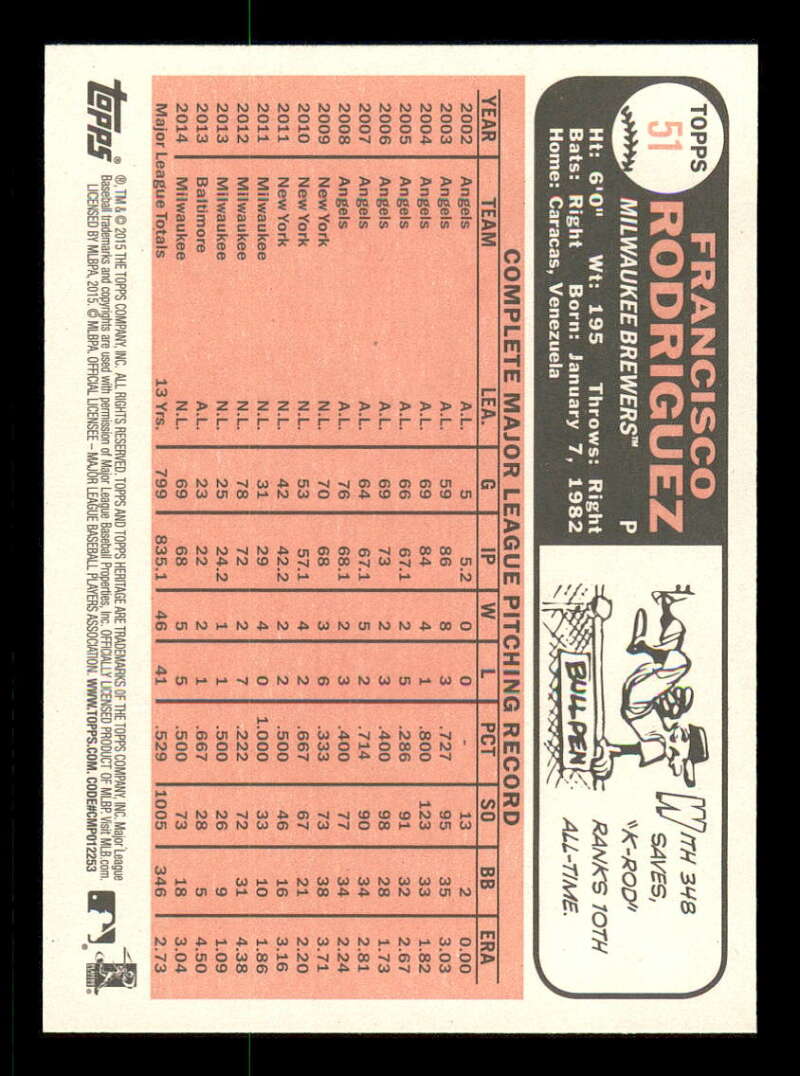 TOPPS
51
FRANCISCO
RODRIGUEZ
MILWAUKEE BREWERS™ P
Ht: 6'0" Wt: 195 Throws: Right
Bats: Right Born: January 7, 1982
Home: Caracas, Venezuela
BULLPEN
WITH 348
SAVES,
"K-ROD"
RANKS 10TH
ALL-TIME.
COMPLETE MAJOR LEAGUE PITCHING RECORD
YEAR TEAM LEA. G IP W L PCT SO BB ERA
2002 Angels A.L. 5 5.2 0 0 - 13 2 0.00
2003 Angels A.L. 59 86 8 3 .727 95 35 3.03
2004 Angels A.L. 69 84 4 1 .800 123 33 1.82
2005 Angels A.L. 66 67.1 2 5 .286 91 32 2.67
2006 Angels A.L. 69 73 2 3 .400 98 28 1.73
2007 Angels A.L. 64 67.1 5 2 .714 90 34 2.81
2008 Angels A.L. 76 68.1 2 3 .400 77 34 2.24
2009 New York N.L. 70 68 3 6 .333 73 38 3.71
2010 New York N.L. 53 57.1 4 2 .667 67 21 2.20
2011 New York N.L. 42 42.2 2 2 .500 46 16 3.16
2011 Milwaukee N.L. 31 29 4 0 1.000 33 10 1.86
2012 Milwaukee N.L. 78 72 2 7 .222 72 31 4.38
2013 Milwaukee N.L. 25 24.2 1 1 .500 26 9 1.09
2013 Baltimore A.L. 23 22 2 1 .667 28 5 4.50
2014 Milwaukee N.L. 69 68 5 5 .500 73 18 3.04
Major League Totals 13 Yrs. 799 835.1 46 41 .529 1005 346 2.73
topps®
®, TM & © 2015 THE TOPPS COMPANY, INC. ALL RIGHTS RESERVED. TOPPS AND TOPPS HERITAGE ARE TRADEMARKS OF THE TOPPS COMPANY, INC. Major League
Baseball trademarks and copyrights are used with permission of Major League Baseball Properties, Inc. OFFICIALLY LICENSED PRODUCT OF MLBP. Visit MLB.com.
LICENSED BY MLBPA, 2015. © MLBPA. OFFICIAL LICENSEE – MAJOR LEAGUE BASEBALL PLAYERS ASSOCIATION. WWW.TOPPS.COM. CODE#CMP012253